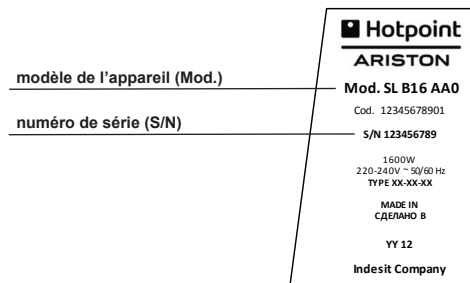 Hotpoint
ARISTON
modèle de l'appareil (Mod.)
Mod. SL B16 AA0
Cod. 12345678901
numéro de série (S/N)
S/N 123456789
1600W
220-240V ~ 50/60 Hz
TYPE XX-XX-XX
MADE IN
СДЕЛАНО В
YY 12
Indesit Company